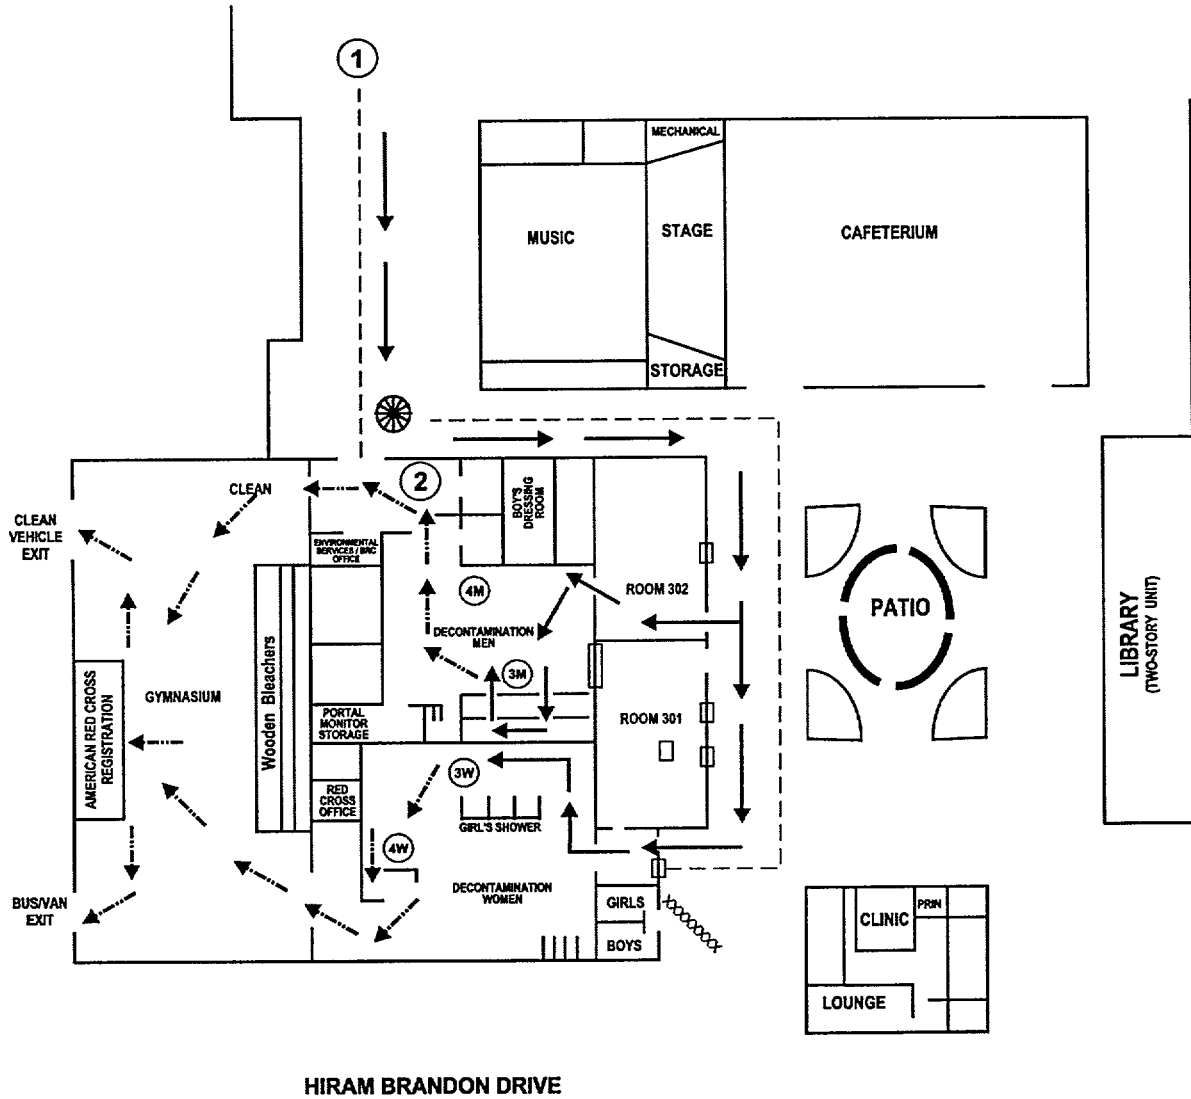 1
MECHANICAL
MUSIC
STAGE
CAFETERIUM
STORAGE
2
CLEAN
BOY'S
DRESSING
ROOM
CLEAN
VEHICLE
EXIT
ENVIRONMENTAL
SERVICES / BRC
OFFICE
4M
ROOM 302
PATIO
LIBRARY
(TWO-STORY UNIT)
DECONTAMINATION
MEN
3M
AMERICAN RED CROSS
REGISTRATION
GYMNASIUM
Wooden Bleachers
PORTAL
MONITOR
STORAGE
ROOM 301
3W
RED
CROSS
OFFICE
GIRL'S SHOWER
4W
DECONTAMINATION
WOMEN
BUS/VAN
EXIT
GIRLS
XXXXXXXX
BOYS
CLINIC
PRIN
LOUNGE
HIRAM BRANDON DRIVE